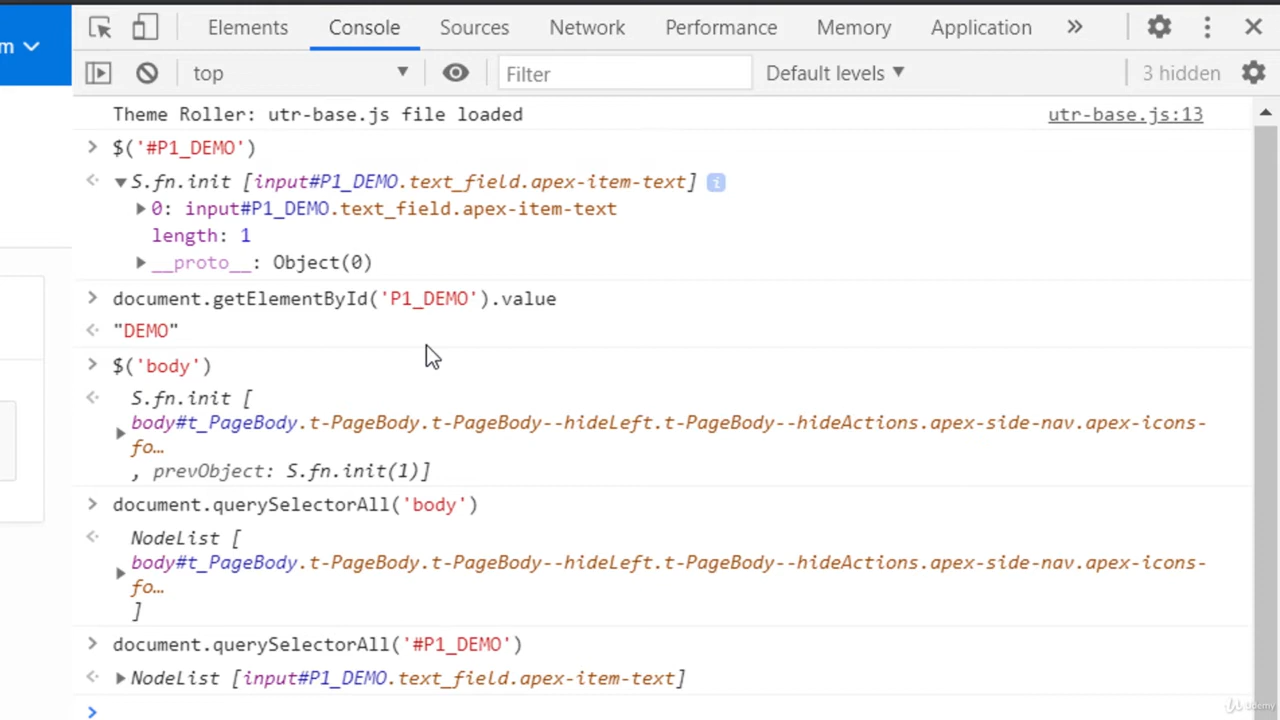 m
Elements Console Sources Network Performance Memory Application »
top Filter Default levels 3 hidden
Theme Roller: utr-base.js file loaded utr-base.js:13
> $('#P1_DEMO')
S.fn.init [input#P1_DEMO.text_field.apex-item-text] i
0: input#P1_DEMO.text_field.apex-item-text
length: 1
__proto__: Object(0)
> document.getElementById('P1_DEMO').value
"DEMO"
> $('body')
S.fn.init [
body#t_PageBody.t-PageBody.t-PageBody--hideLeft.t-PageBody--hideActions.apex-side-nav.apex-icons-
fo…
, prevObject: S.fn.init(1)]
> document.querySelectorAll('body')
NodeList [
body#t_PageBody.t-PageBody.t-PageBody--hideLeft.t-PageBody--hideActions.apex-side-nav.apex-icons-
fo…
]
> document.querySelectorAll('#P1_DEMO')
NodeList [input#P1_DEMO.text_field.apex-item-text]
>
Udemy